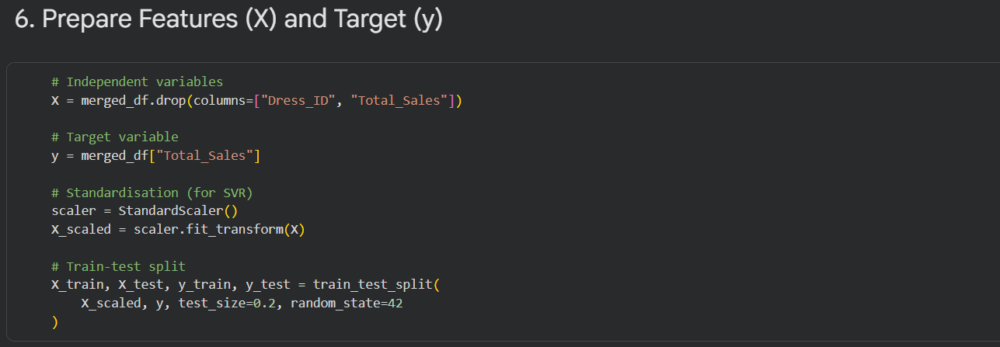 6. Prepare Features (X) and Target (y)
# Independent variables
X = merged_df.drop(columns=["Dress_ID", "Total_Sales"])
# Target variable
y = merged_df["Total_Sales"]
# Standardisation (for SVR)
scaler = StandardScaler()
X_scaled = scaler.fit_transform(X)
# Train-test split
X_train, X_test, y_train, y_test = train_test_split(
    X_scaled, y, test_size=0.2, random_state=42
)